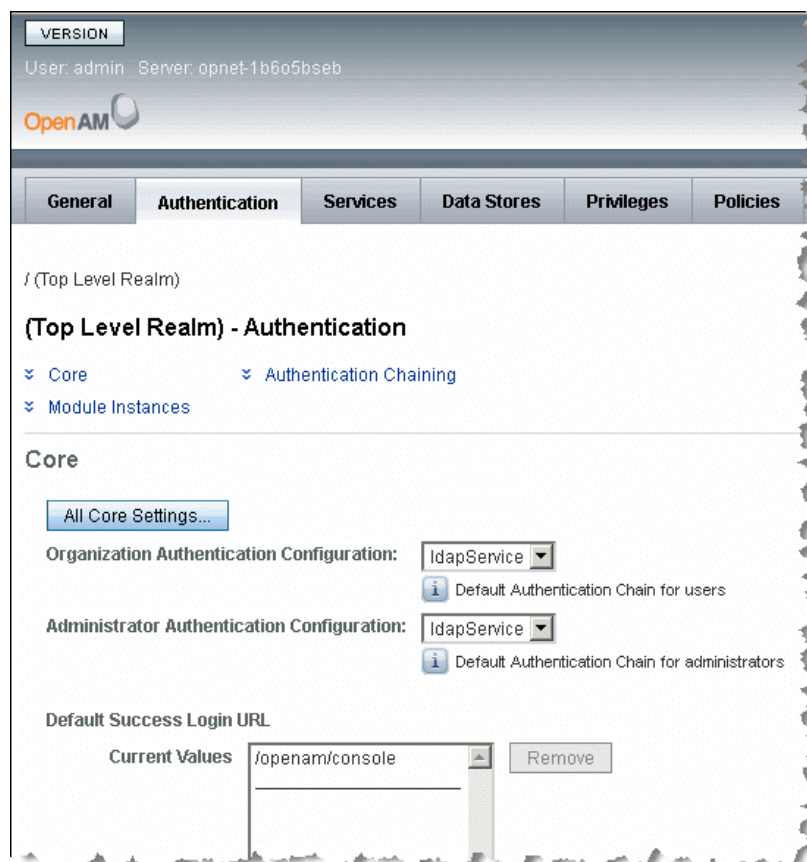 VERSION
User: admin Server: opnet-1b6o5bseb
OpenAM
General Authentication Services Data Stores Privileges Policies
/ (Top Level Realm)
(Top Level Realm) - Authentication
Core Authentication Chaining
Module Instances
Core
All Core Settings...
Organization Authentication Configuration: ldapService
i Default Authentication Chain for users
Administrator Authentication Configuration: ldapService
i Default Authentication Chain for administrators
Default Success Login URL
Current Values /openam/console Remove